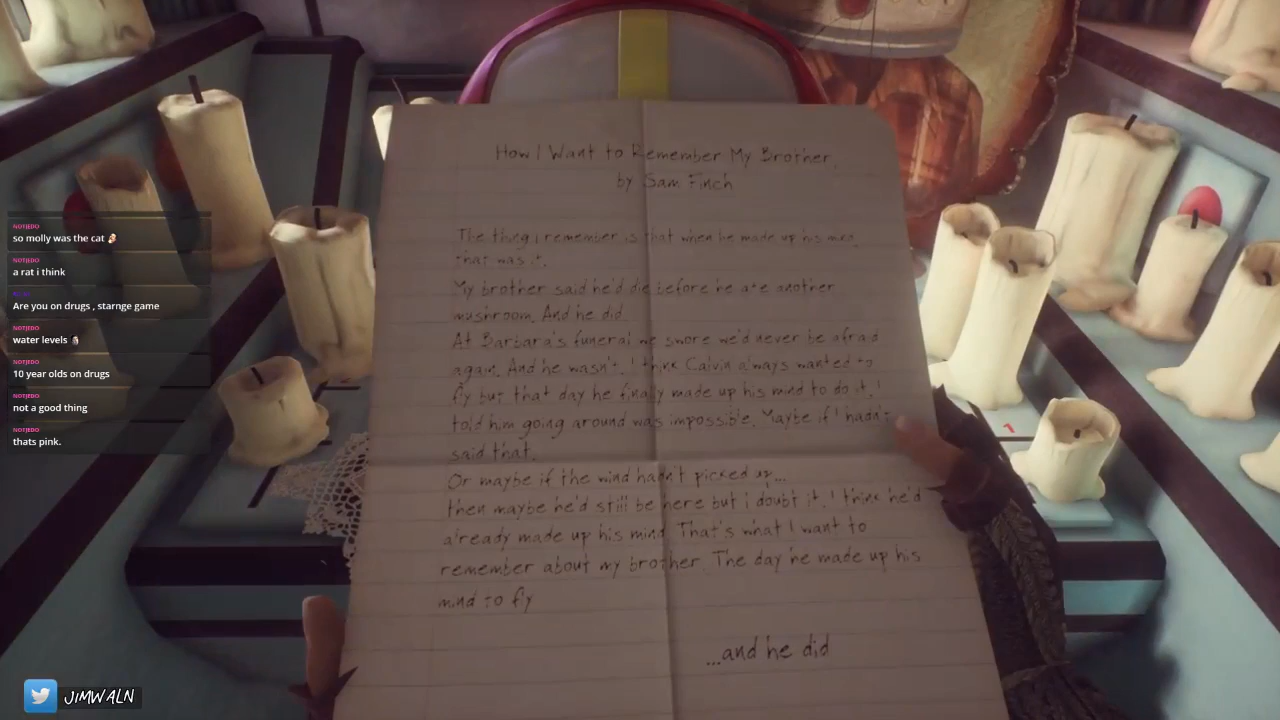 How I Want to Remember My Brother
by Sam Finch
The thing I remember is that when he made up his mind
that was it.
My brother said he'd die before he ate another
mushroom. And he did.
At Barbara's funeral we swore we'd never be afraid
again. And he wasn't. I think Calvin always wanted to
fly but that day he finally made up his mind to do it. I
told him going around was impossible. Maybe if I hadn't
said that.
Or maybe if the wind hadn't picked up...
then maybe he'd still be here but i doubt it. I think he'd
already made up his mind. That's what I want to
remember about my brother. The day he made up his
mind to fly
...and he did
NOTJEDO
so molly was the cat
NOTJEDO
a rat i think
Are you on drugs , starnge game
NOTJEDO
water levels
NOTJEDO
10 year olds on drugs
NOTJEDO
not a good thing
NOTJEDO
thats pink.
JIMWALN